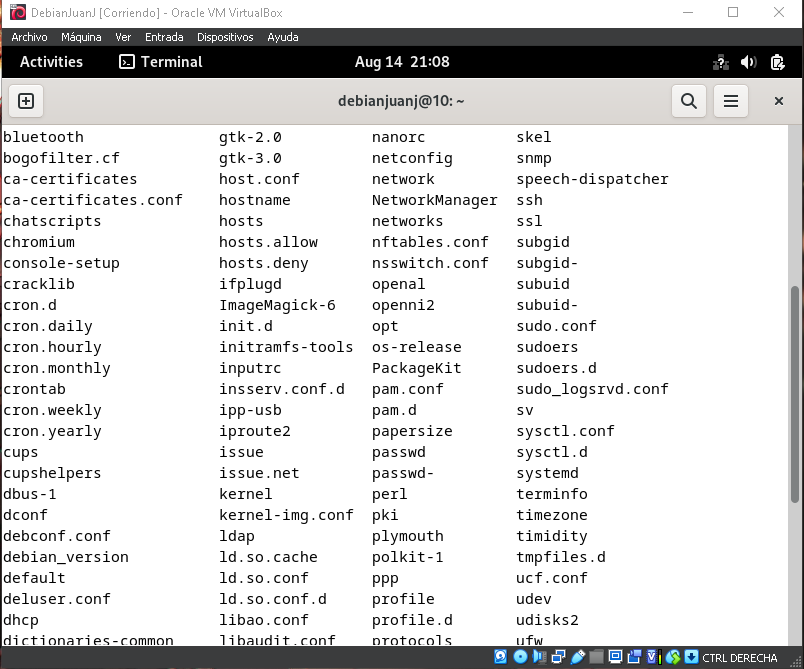 DebianJuanJ [Corriendo] - Oracle VM VirtualBox
Archivo Máquina Ver Entrada Dispositivos Ayuda
Activities Terminal Aug 14 21:08
debianjuanj@10: ~
bluetooth gtk-2.0 nanorc skel
bogofilter.cf gtk-3.0 netconfig snmp
ca-certificates host.conf network speech-dispatcher
ca-certificates.conf hostname NetworkManager ssh
chatscripts hosts networks ssl
chromium hosts.allow nftables.conf subgid
console-setup hosts.deny nsswitch.conf subgid-
cracklib ifplugd openal subuid
cron.d ImageMagick-6 openni2 subuid-
cron.daily init.d opt sudo.conf
cron.hourly initramfs-tools os-release sudoers
cron.monthly inputrc PackageKit sudoers.d
crontab insserv.conf.d pam.conf sudo_logsrvd.conf
cron.weekly ipp-usb pam.d sv
cron.yearly iproute2 papersize sysctl.conf
cups issue passwd sysctl.d
cupshelpers issue.net passwd- systemd
dbus-1 kernel perl terminfo
dconf kernel-img.conf pki timezone
debconf.conf ldap plymouth timidity
debian_version ld.so.cache polkit-1 tmpfiles.d
default ld.so.conf ppp ucf.conf
deluser.conf ld.so.conf.d profile udev
dhcp libao.conf profile.d udisks2
dictionaries-common libaudit.conf protocols ufw
CTRL DERECHA